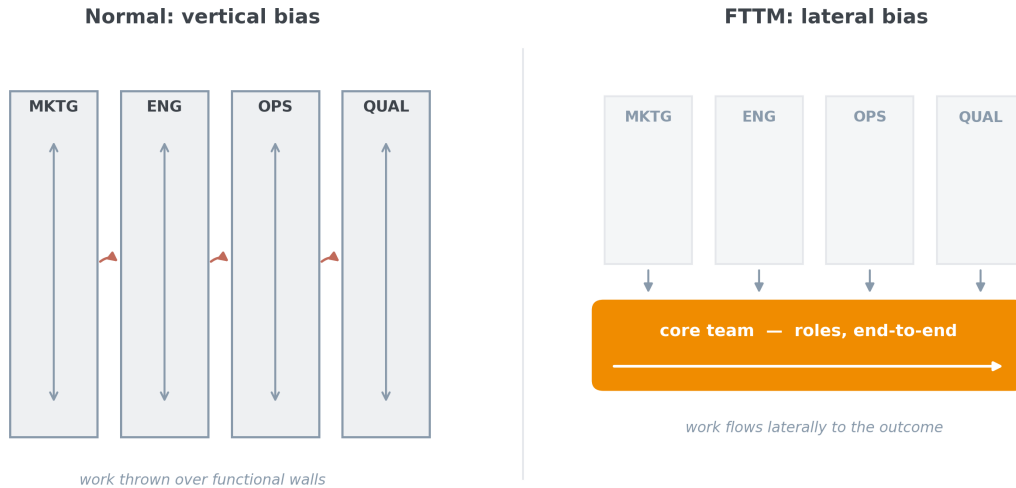 Normal: vertical bias
MKTG ENG OPS QUAL
work thrown over functional walls
FTTM: lateral bias
MKTG ENG OPS QUAL
core team — roles, end-to-end
work flows laterally to the outcome